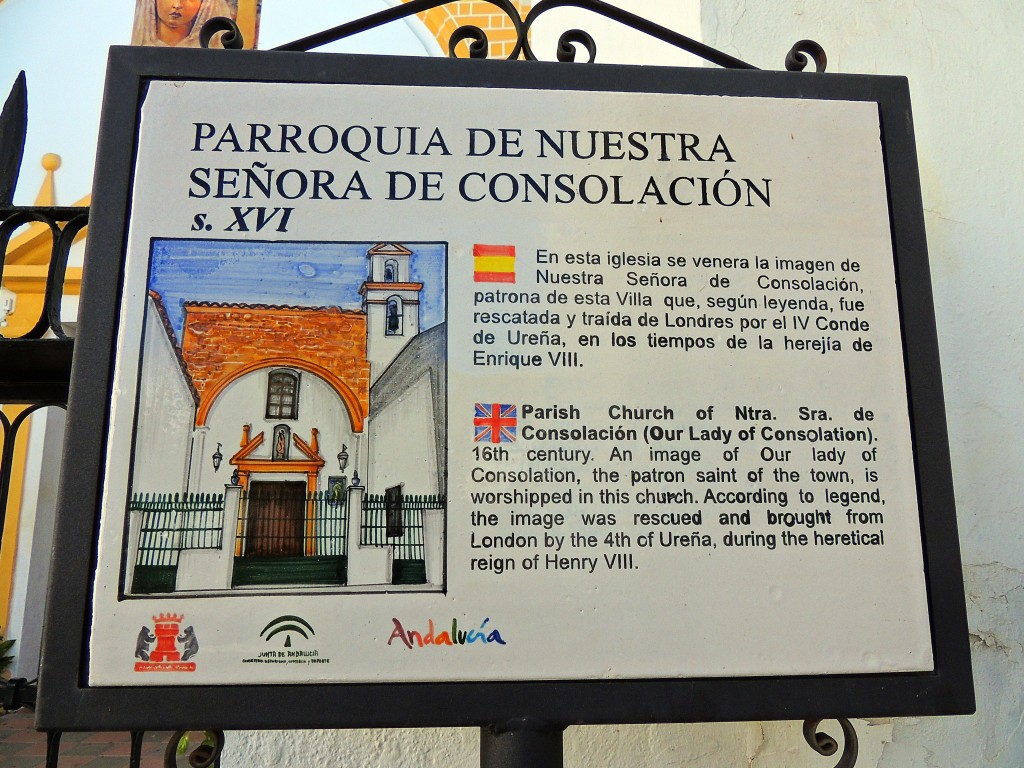 PARROQUIA DE NUESTRA
SEÑORA DE CONSOLACIÓN
s. XVI
En esta iglesia se venera la imagen de
Nuestra Señora de Consolación,
patrona de esta Villa que, según leyenda, fue
rescatada y traída de Londres por el IV Conde
de Ureña, en los tiempos de la herejía de
Enrique VIII.
Parish Church of Ntra. Sra. de
Consolación (Our Lady of Consolation).
16th century. An image of Our lady of
Consolation, the patron saint of the town, is
worshipped in this church. According to legend,
the image was rescued and brought from
London by the 4th of Ureña, during the heretical
reign of Henry VIII.
JUNTA DE ANDALUCIA
Andalucía